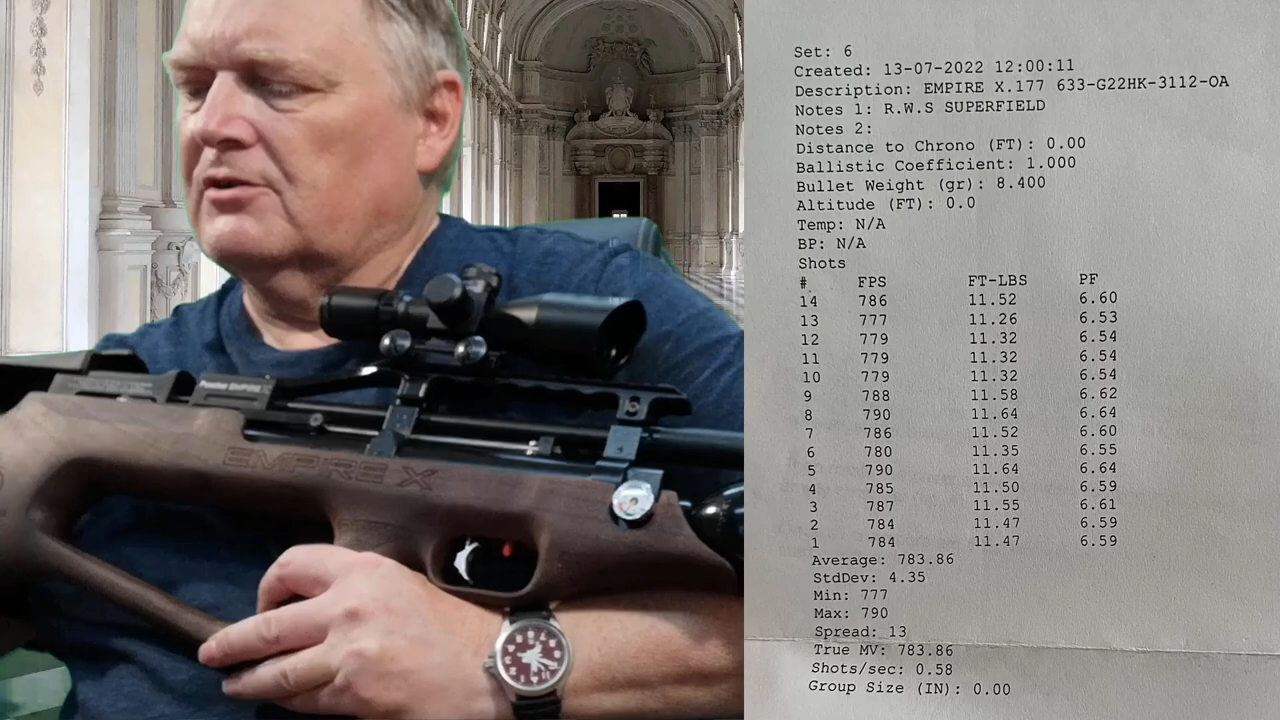 EMPIRE X
Set: 6
Created: 13-07-2022 12:00:11
Description: EMPIRE X.177 633-G22HK-3112-OA
Notes 1: R.W.S SUPERFIELD
Notes 2:
Distance to Chrono (FT): 0.00
Ballistic Coefficient: 1.000
Bullet Weight (gr): 8.400
Altitude (FT): 0.0
Temp: N/A
BP: N/A
Shots
# FPS FT-LBS PF
14 786 11.52 6.60
13 777 11.26 6.53
12 779 11.32 6.54
11 779 11.32 6.54
10 779 11.32 6.54
9 788 11.58 6.62
8 790 11.64 6.64
7 786 11.52 6.60
6 780 11.35 6.55
5 790 11.64 6.64
4 785 11.50 6.59
3 787 11.55 6.61
2 784 11.47 6.59
1 784 11.47 6.59
Average: 783.86
StdDev: 4.35
Min: 777
Max: 790
Spread: 13
True MV: 783.86
Shots/sec: 0.58
Group Size (IN): 0.00